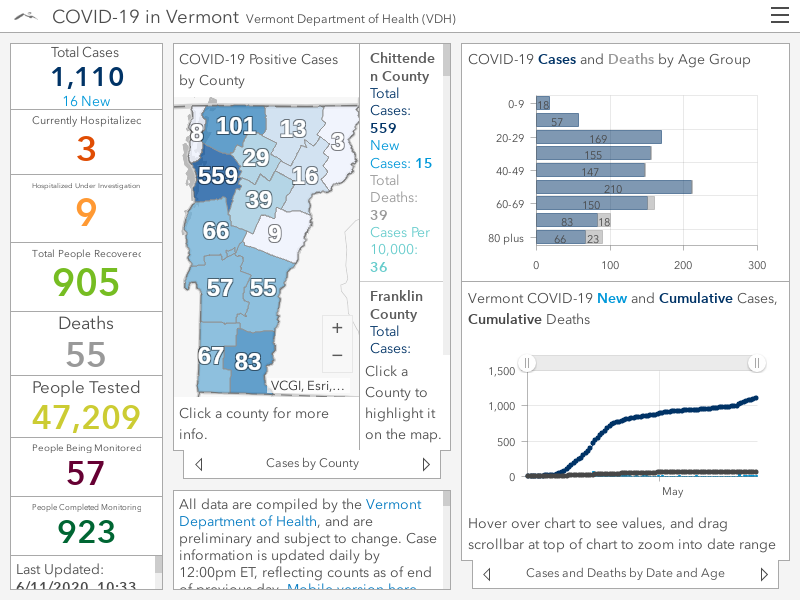 COVID-19 in Vermont Vermont Department of Health (VDH)
Total Cases
1,110
16 New
Currently Hospitalized
3
Hospitalized Under Investigation
9
Total People Recovered
905
Deaths
55
People Tested
47,209
People Being Monitored
57
People Completed Monitoring
923
Last Updated:
6/11/2020, 10:33
COVID-19 Positive Cases
by County
8
101
13
3
29
559
16
39
66
9
57
55
67
83
+
−
VCGI, Esri,...
Click a county for more
info.
Chittende
n County
Total
Cases:
559
New
Cases: 15
Total
Deaths:
39
Cases Per
10,000:
36
Franklin
County
Total
Cases:
Click a
County to
highlight it
on the map.
Cases by County
All data are compiled by the Vermont
Department of Health, and are
preliminary and subject to change. Case
information is updated daily by
12:00pm ET, reflecting counts as of end
of previous day. Mobile version here
COVID-19 Cases and Deaths by Age Group
0-9
18
57
20-29
169
155
40-49
147
210
60-69
150
83
18
80 plus
66
23
0
100
200
300
Vermont COVID-19 New and Cumulative Cases,
Cumulative Deaths
1,500
1,000
500
0
May
Hover over chart to see values, and drag
scrollbar at top of chart to zoom into date range
Cases and Deaths by Date and Age